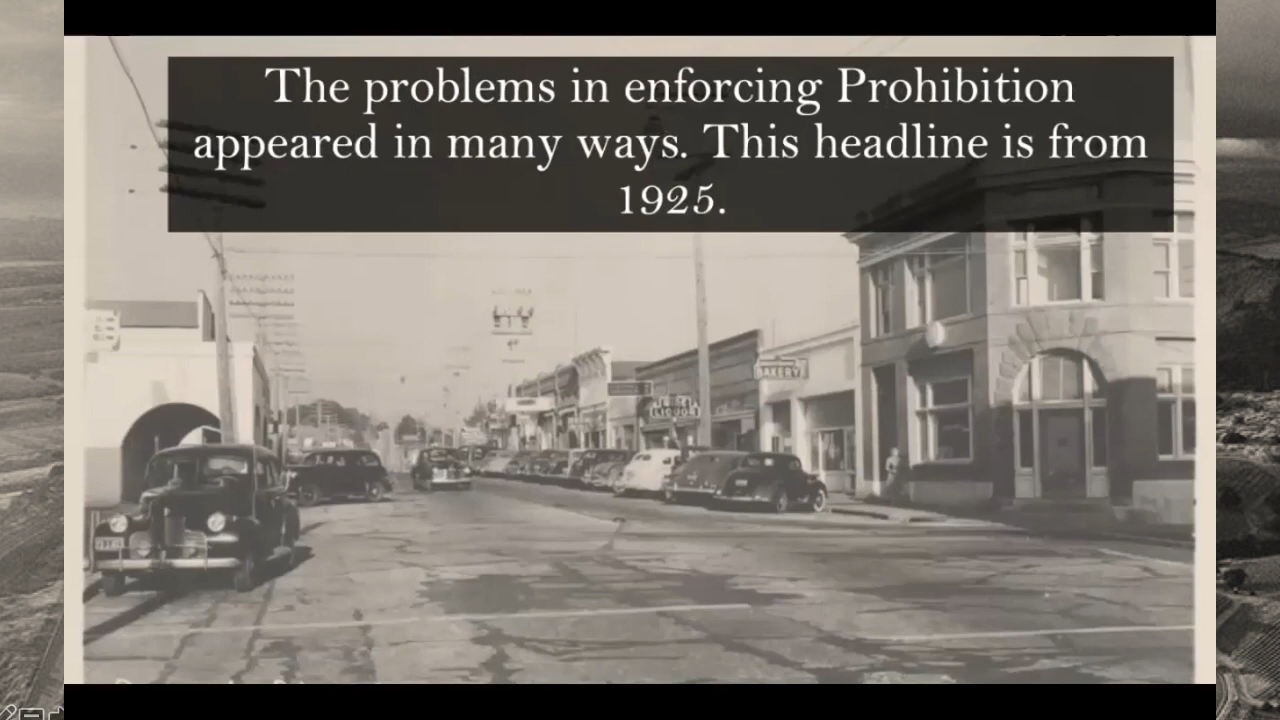 The problems in enforcing Prohibition
appeared in many ways. This headline is from
1925.
BAKERY
LIQUOR